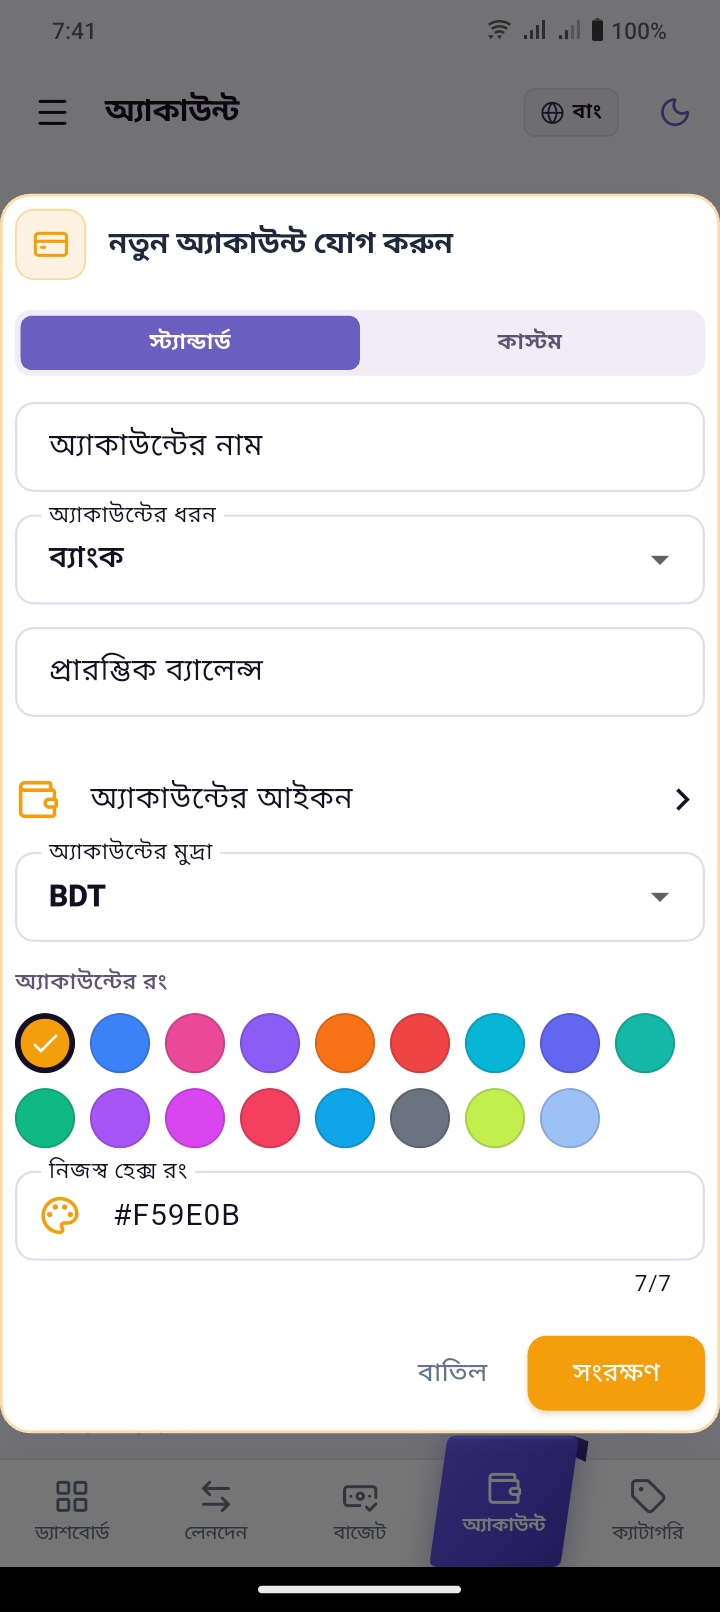 7:41
100%
অ্যাকাউন্ট
বাং
নতুন অ্যাকাউন্ট যোগ করুন
স্ট্যান্ডার্ড
কাস্টম
অ্যাকাউন্টের নাম
অ্যাকাউন্টের ধরন
ব্যাংক
প্রারম্ভিক ব্যালেন্স
অ্যাকাউন্টের আইকন
অ্যাকাউন্টের মুদ্রা
BDT
অ্যাকাউন্টের রং
নিজস্ব হেক্স রং
#F59E0B
7/7
বাতিল
সংরক্ষণ
ড্যাশবোর্ড
লেনদেন
বাজেট
অ্যাকাউন্ট
ক্যাটাগরি